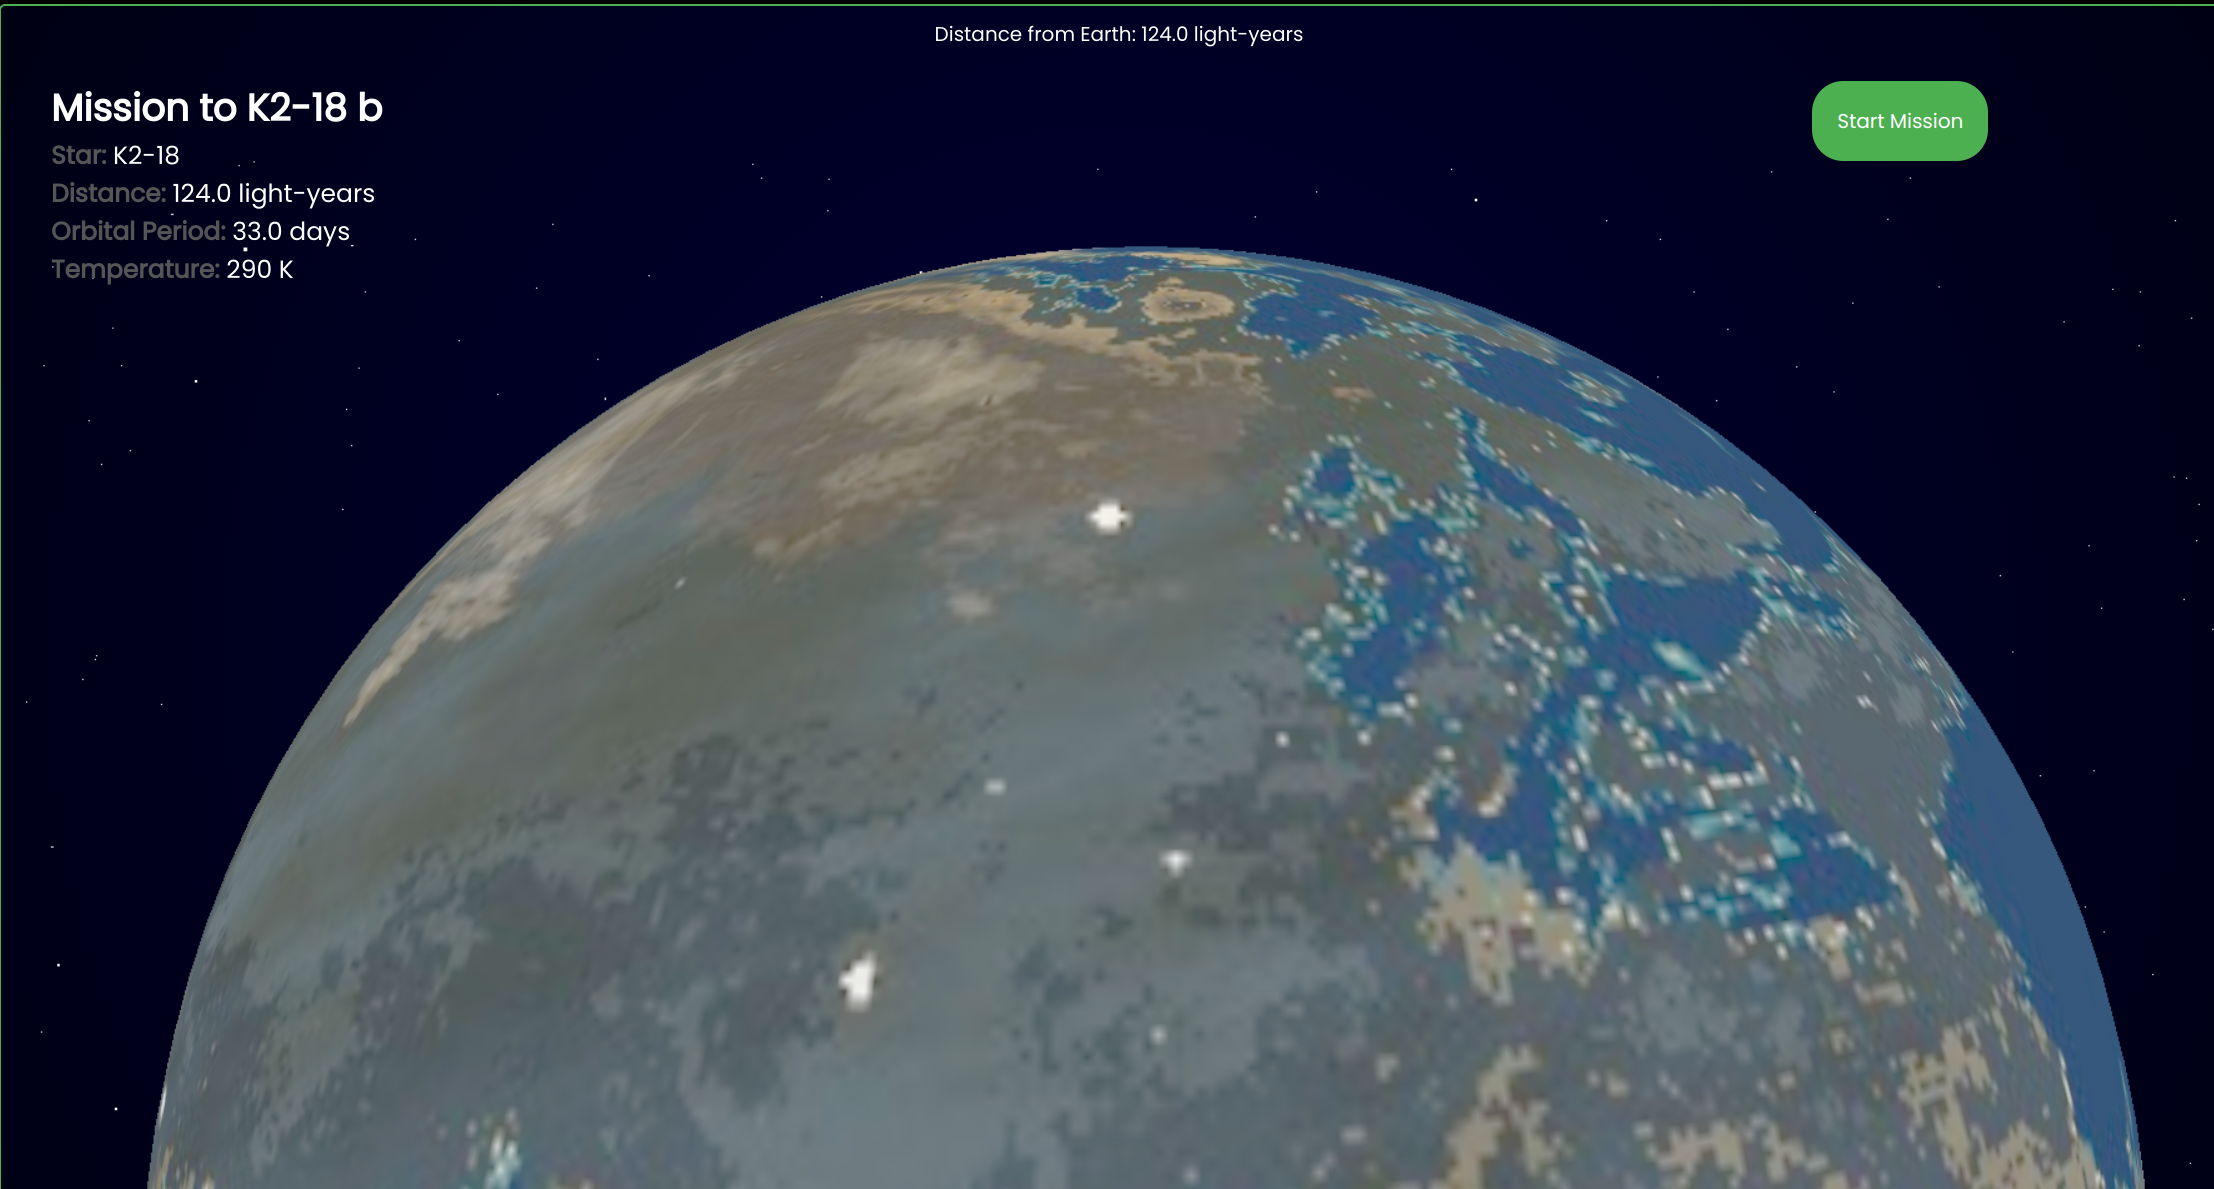 Distance from Earth: 124.0 light-years
Mission to K2-18 b
Start Mission
Star: K2-18
Distance: 124.0 light-years
Orbital Period: 33.0 days
Temperature: 290 K